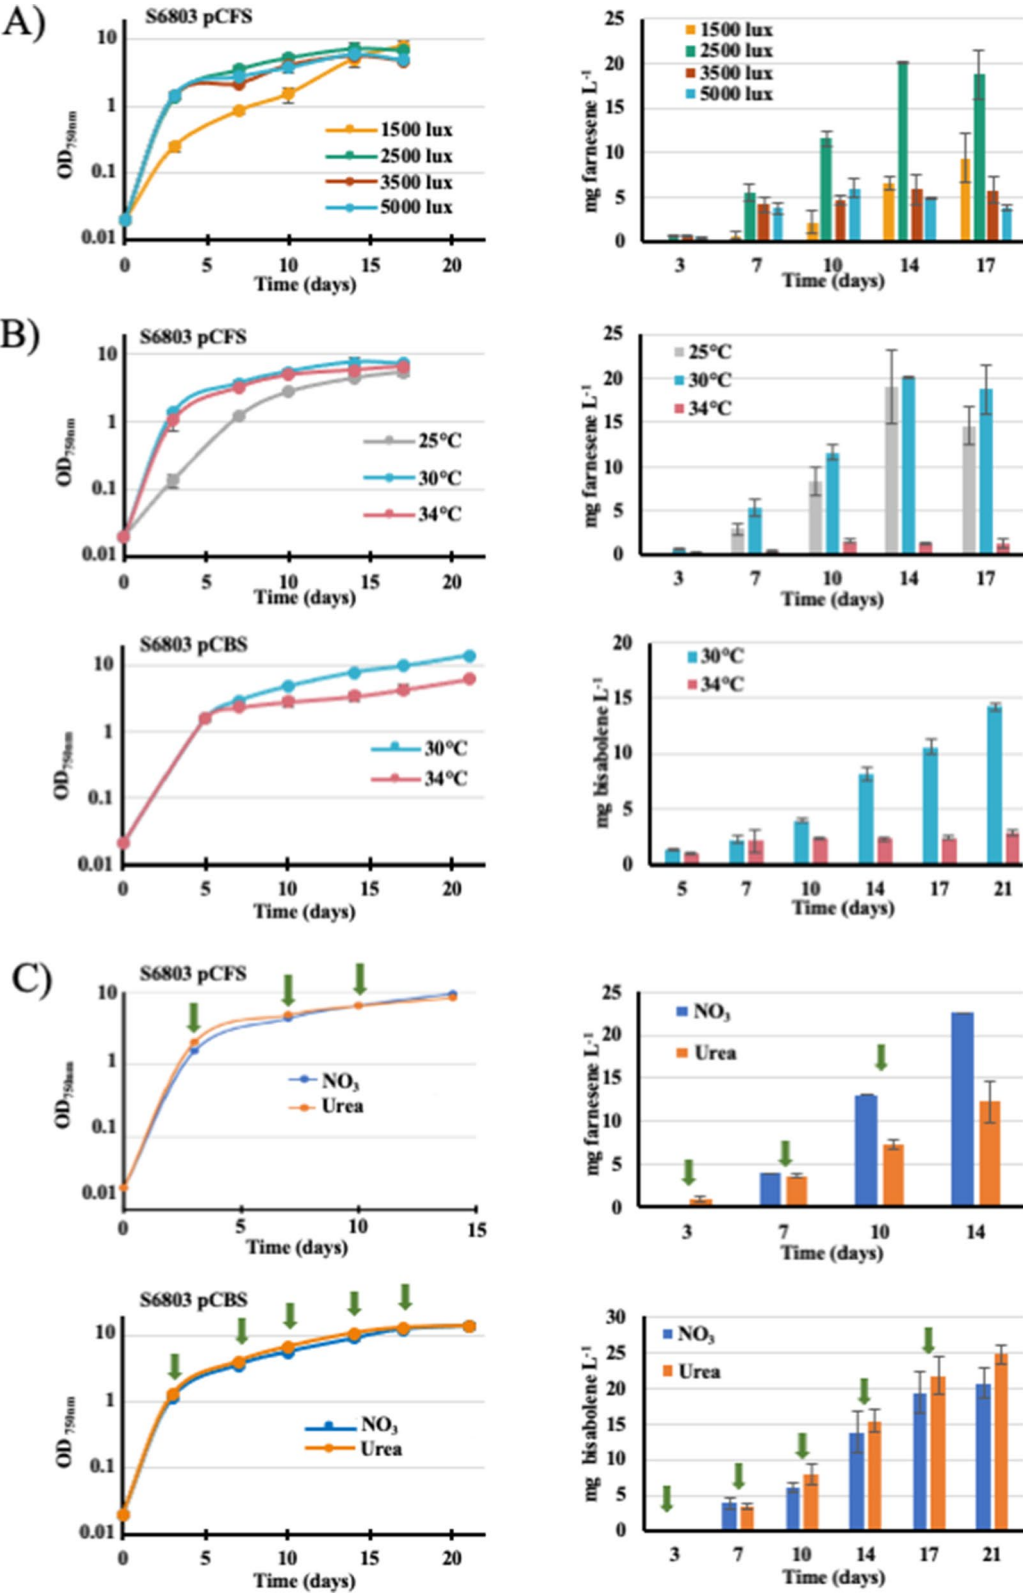 A)
S6803 pCFS
10
1
0.1
0.01
OD750nm
1500 lux
2500 lux
3500 lux
5000 lux
0 5 10 15 20
Time (days)
25
20
15
10
5
0
mg farnesene L-1
1500 lux
2500 lux
3500 lux
5000 lux
3 7 10 14 17
Time (days)
B)
S6803 pCFS
10
1
0.1
0.01
OD750nm
25°C
30°C
34°C
0 5 10 15 20
Time (days)
25
20
15
10
5
0
mg farnesene L-1
25°C
30°C
34°C
3 7 10 14 17
Time (days)
S6803 pCBS
10
1
0.1
0.01
OD750nm
30°C
34°C
0 5 10 15 20
Time (days)
20
15
10
5
0
mg bisabolene L-1
30°C
34°C
5 7 10 14 17 21
Time (days)
C)
S6803 pCFS
10
1
0.1
0.01
OD750nm
NO3
Urea
0 5 10 15
Time (days)
25
20
15
10
5
0
mg farnesene L-1
NO3
Urea
3 7 10 14
Time (days)
S6803 pCBS
10
1
0.1
0.01
OD 750nm
NO3
Urea
0 5 10 15 20
Time (days)
30
25
20
15
10
5
0
mg bisabolene L-1
NO3
Urea
3 7 10 14 17 21
Time (days)